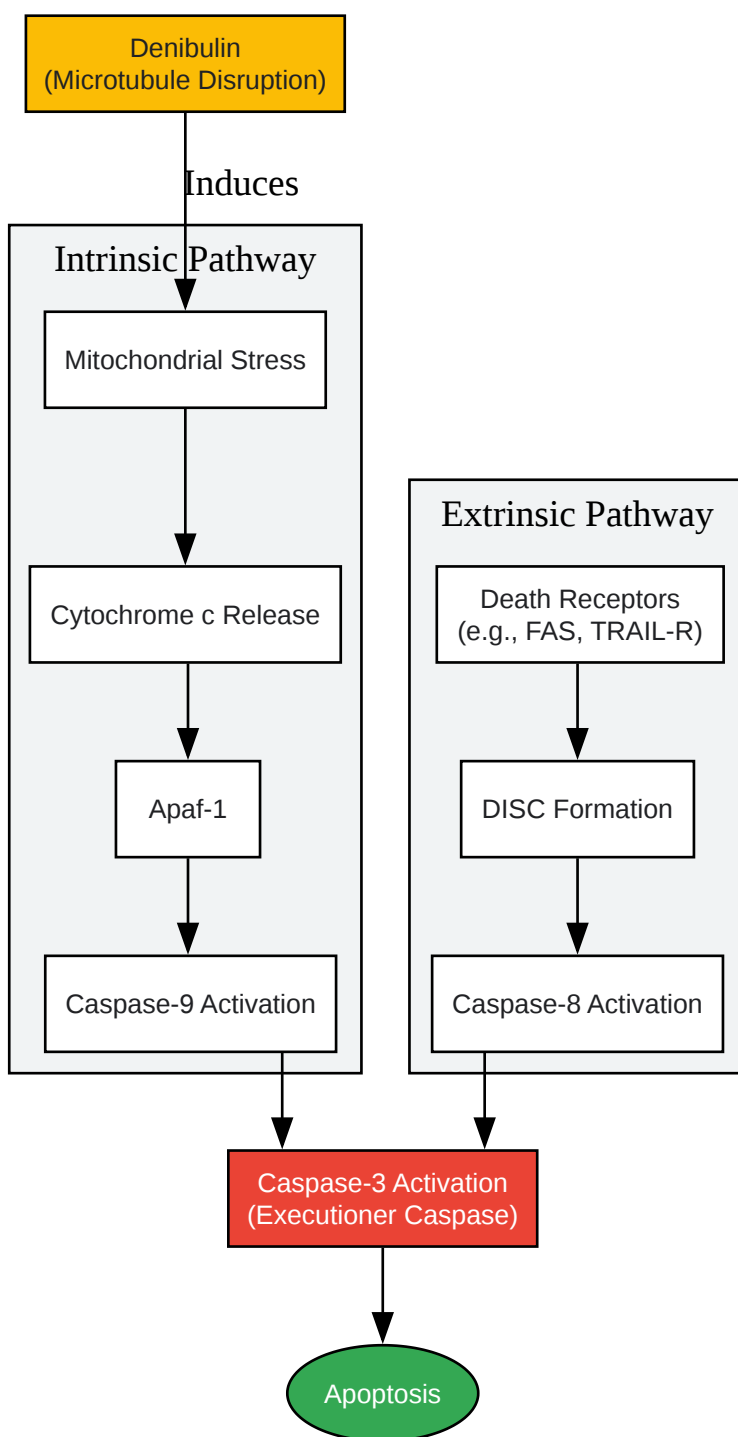 Denibulin
(Microtubule Disruption)
Induces
Intrinsic Pathway
Mitochondrial Stress
Cytochrome c Release
Apaf-1
Caspase-9 Activation
Extrinsic Pathway
Death Receptors
(e.g., FAS, TRAIL-R)
DISC Formation
Caspase-8 Activation
Caspase-3 Activation
(Executioner Caspase)
Apoptosis